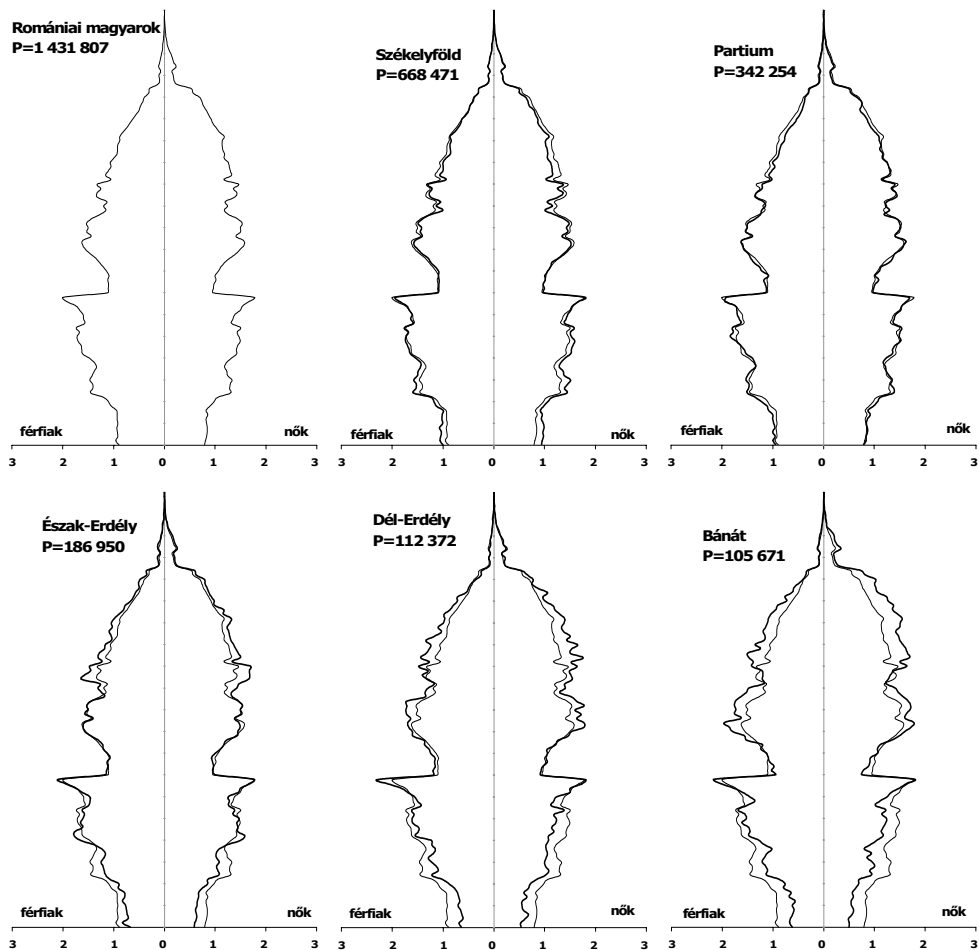 Romániai magyarok
P=1 431 807
férfiak
nők
3 2 1 0 1 2 3
Székelyföld
P=668 471
férfiak
nők
3 2 1 0 1 2 3
Partium
P=342 254
férfiak
nők
3 2 1 0 1 2 3
Észak-Erdély
P=186 950
férfiak
nők
3 2 1 0 1 2 3
Dél-Erdély
P=112 372
férfiak
nők
3 2 1 0 1 2 3
Bánát
P=105 671
férfiak
nők
3 2 1 0 1 2 3